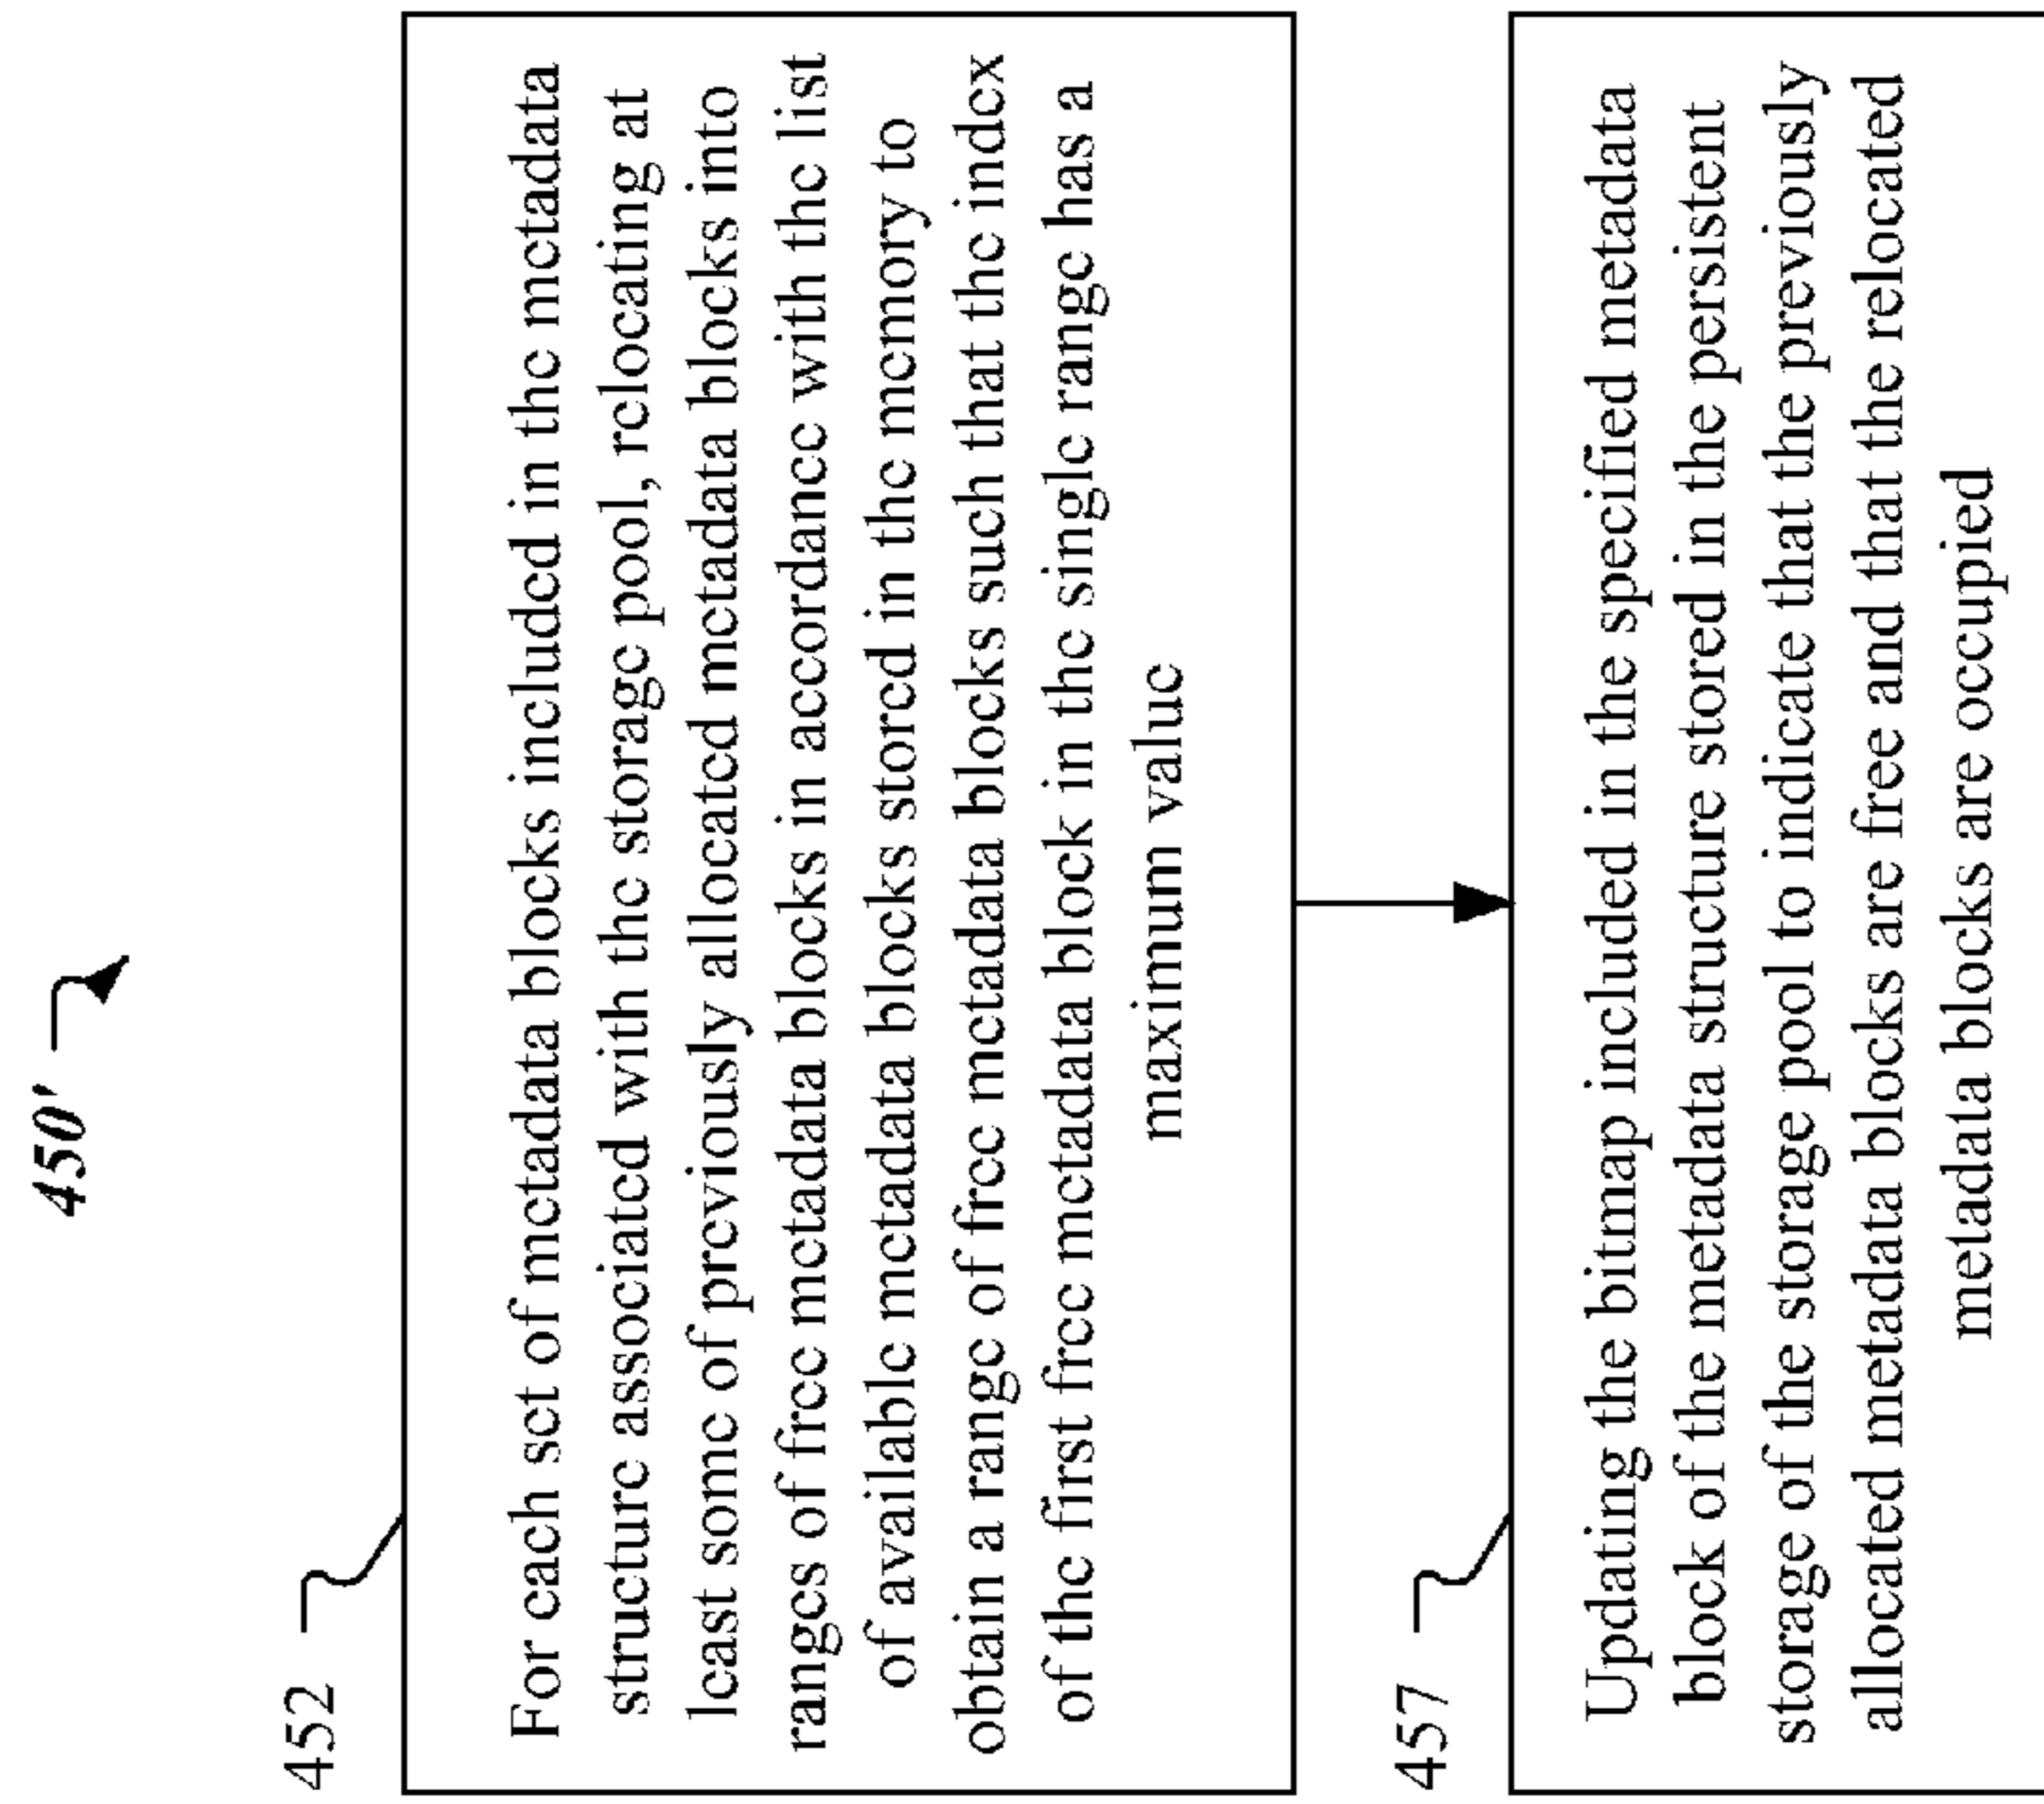 450'
452
For each set of metadata blocks included in the metadata
structure associated with the storage pool, relocating at
least some of previously allocated metadata blocks into
ranges of free metadata blocks in accordance with the list
of available metadata blocks stored in the memory to
obtain a range of free metadata blocks such that the index
of the first free metadata block in the single range has a
maximum value
457
Updating the bitmap included in the specified metadata
block of the metadata structure stored in the persistent
storage of the storage pool to indicate that the previously
allocated metadata blocks are free and that the relocated
metadata blocks are occupied